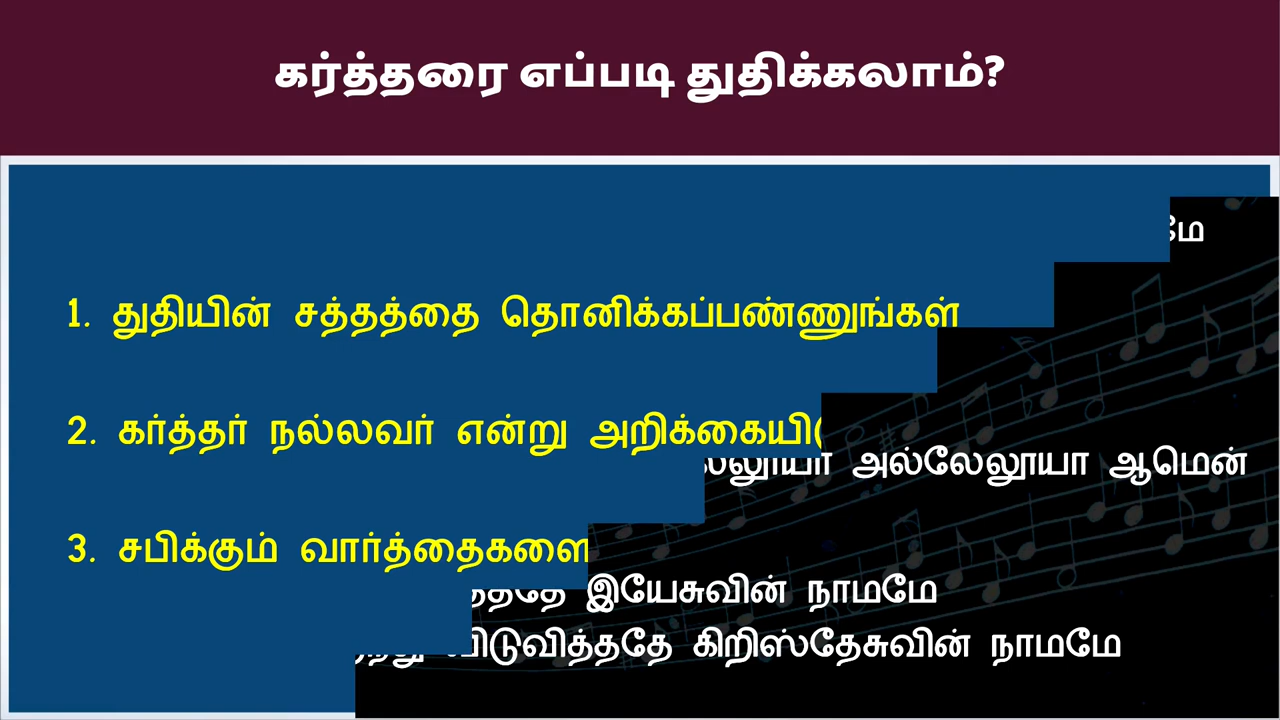 கர்த்தரை எப்படி துதிக்கலாம்?
1. துதியின் சத்தத்தை தொனிக்கப்பண்ணுங்கள்
2. கர்த்தர் நல்லவர் என்று
அல்லேலூயா ஆமென்
3. சபிக்கும் வார்த்தைகளை
இயேசுவின் நாமமே
விடுவித்ததே கிறிஸ்தேசுவின் நாமமே